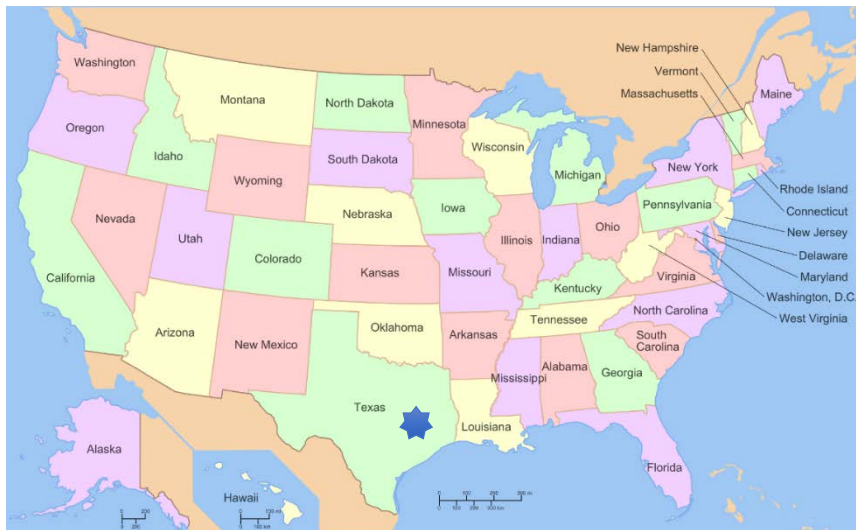 New Hampshire
Vermont
Massachusetts
Washington
Montana
North Dakota
Minnesota
Maine
Oregon
Idaho
Wyoming
South Dakota
Wisconsin
Michigan
New York
Rhode Island
Connecticut
New Jersey
Delaware
Maryland
Washington, D.C.
West Virginia
Nevada
Utah
Colorado
Nebraska
Iowa
Illinois
Indiana
Ohio
Pennsylvania
California
Kansas
Missouri
Kentucky
Virginia
Arizona
New Mexico
Oklahoma
Arkansas
Tennessee
North Carolina
South
Carolina
Texas
Louisiana
Mississippi
Alabama
Georgia
Florida
Alaska
Hawaii